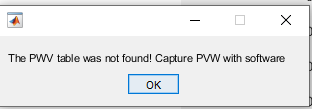 The PWV table was not found! Capture PVW with software
OK